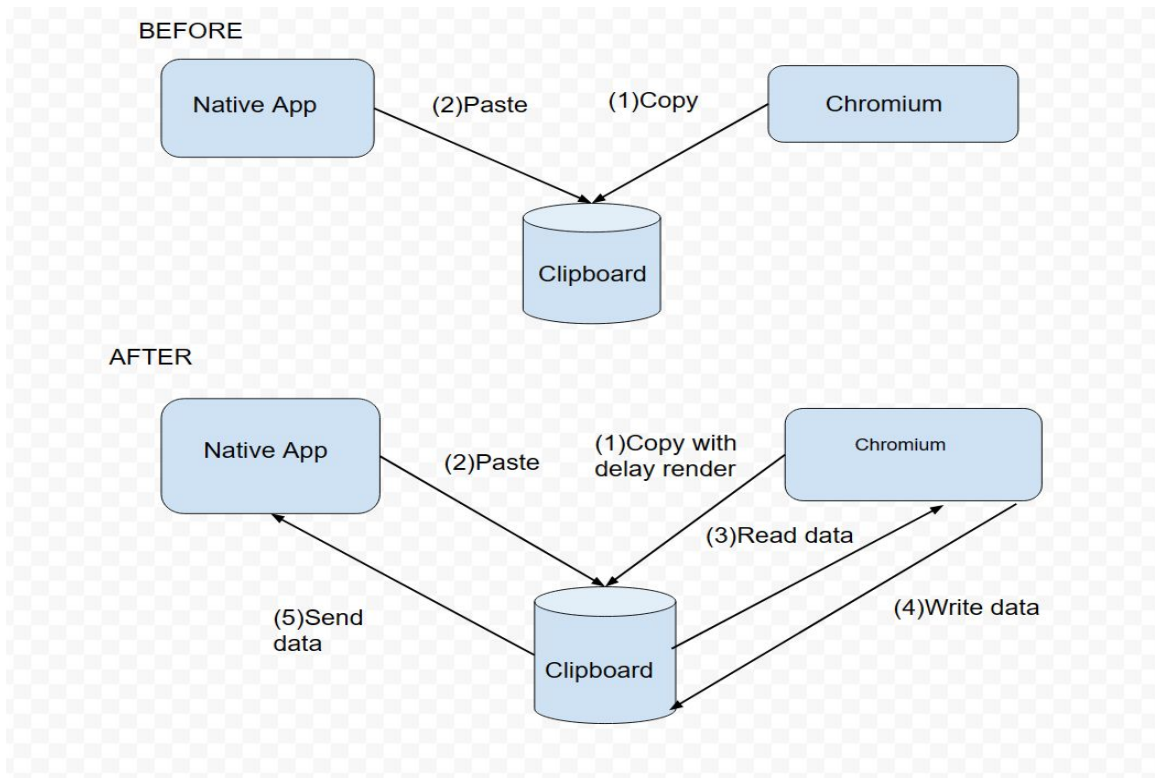 BEFORE
Native App
(2)Paste
(1)Copy
Chromium
Clipboard
AFTER
Native App
(2)Paste
(1)Copy with
delay render
Chromium
(3)Read data
(4)Write data
(5)Send
data
Clipboard